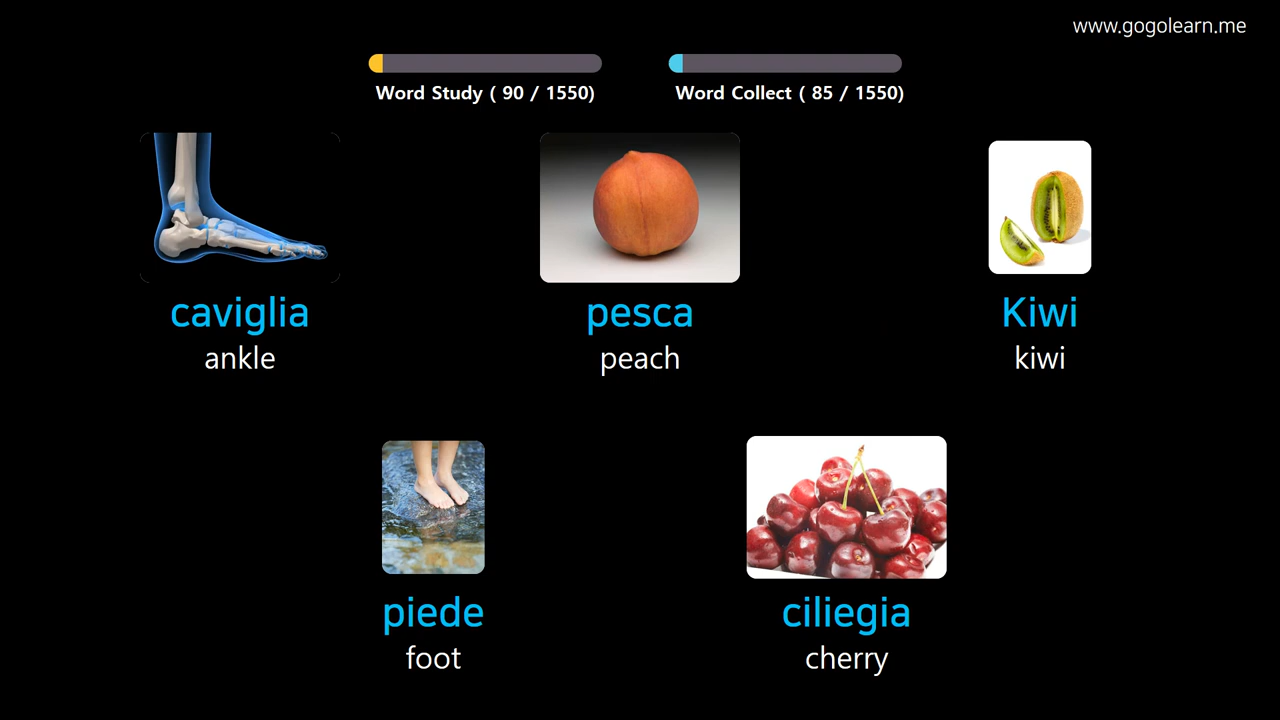 www.gogolearn.me
Word Study ( 90 / 1550)
Word Collect ( 85 / 1550)
caviglia
ankle
pesca
peach
Kiwi
kiwi
piede
foot
ciliegia
cherry